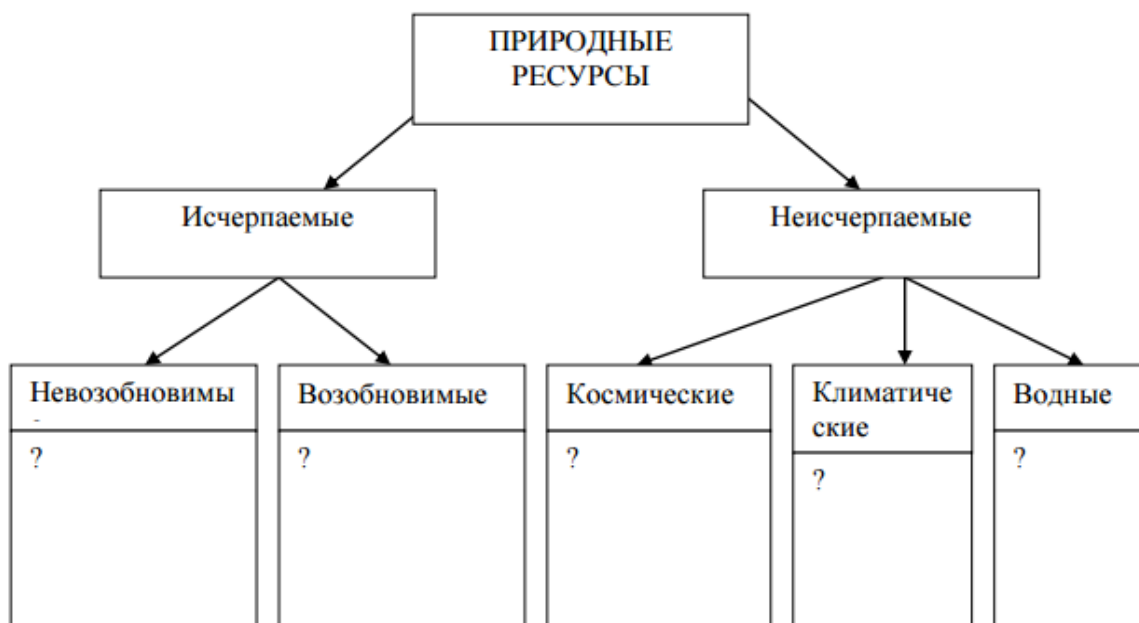 ПРИРОДНЫЕ
РЕСУРСЫ
Исчерпаемые
Неисчерпаемые
Невозобновимы
Возобновимые
Космические
Климатиче
ские
Водные
?
?
?
?
?